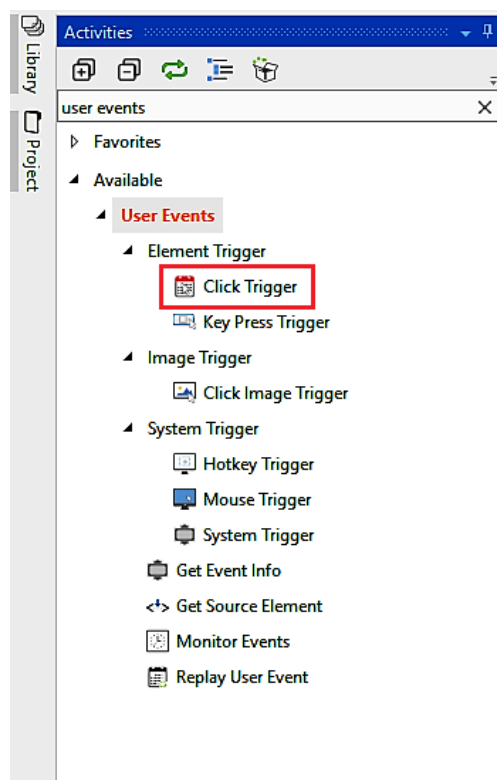 Library
Project
Activities
user events
Favorites
Available
User Events
Element Trigger
Click Trigger
Key Press Trigger
Image Trigger
Click Image Trigger
System Trigger
Hotkey Trigger
Mouse Trigger
System Trigger
Get Event Info
Get Source Element
Monitor Events
Replay User Event